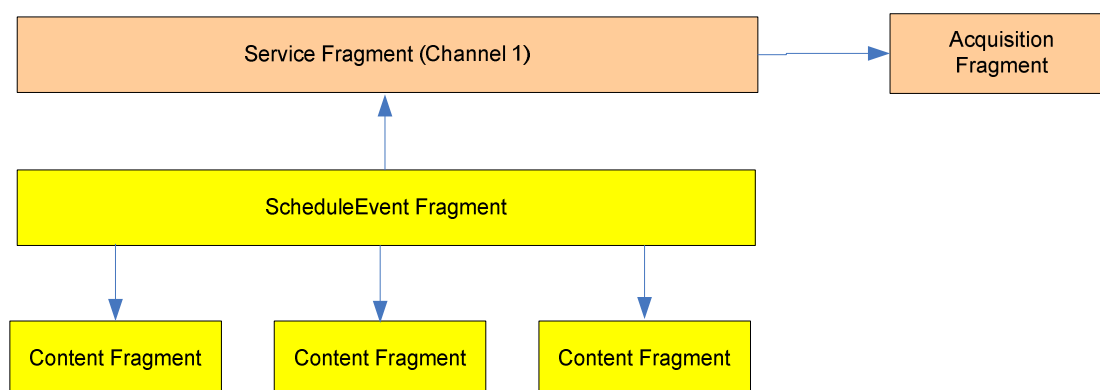 Service Fragment (Channel 1)
Acquisition
Fragment
ScheduleEvent Fragment
Content Fragment
Content Fragment
Content Fragment